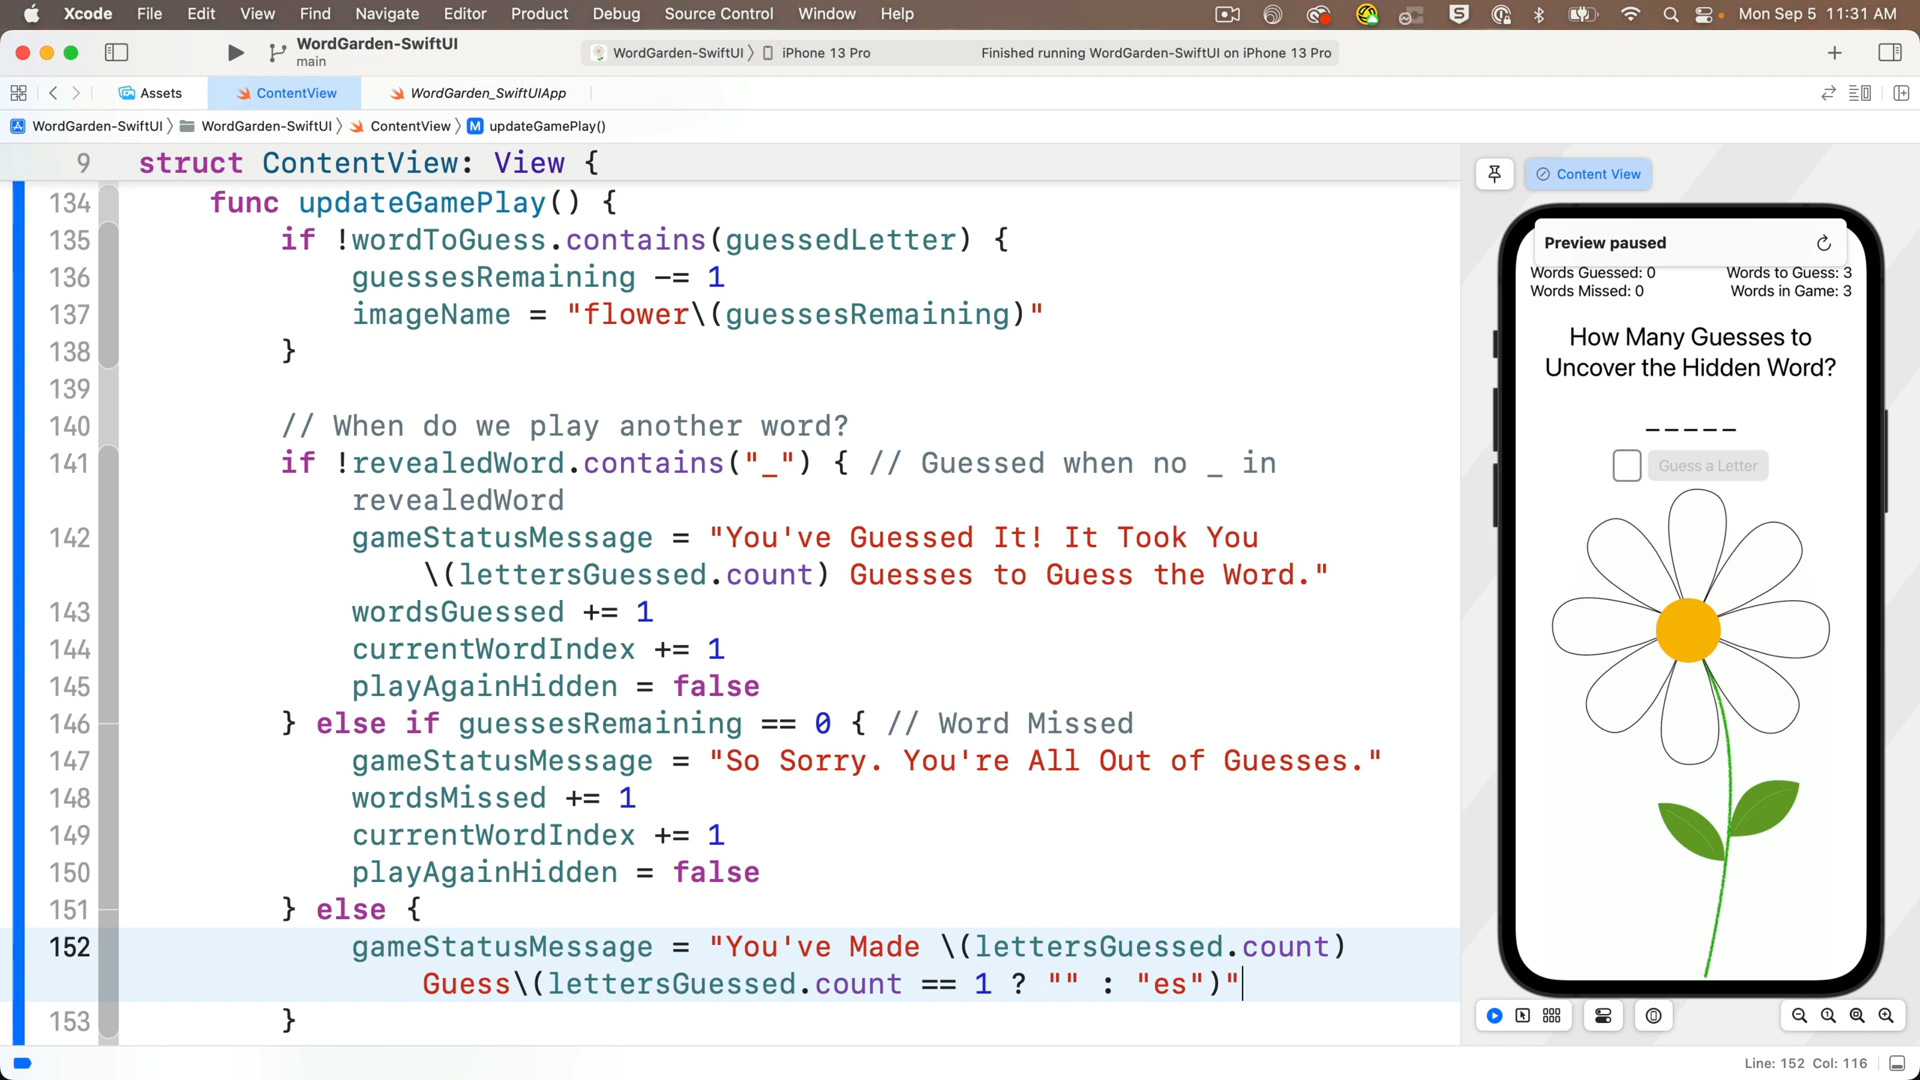 Xcode File Edit View Find Navigate Editor Product Debug Source Control Window Help Mon Sep 5 11:31 AM
WordGarden-SwiftUI
main
WordGarden-SwiftUI 〉 iPhone 13 Pro
Finished running WordGarden-SwiftUI on iPhone 13 Pro
Assets ContentView WordGarden_SwiftUIApp
WordGarden-SwiftUI 〉 WordGarden-SwiftUI 〉 ContentView 〉 M updateGamePlay()
9 struct ContentView: View {
134 func updateGamePlay() {
135 if !wordToGuess.contains(guessedLetter) {
136 guessesRemaining -= 1
137 imageName = "flower\(guessesRemaining)"
138 }
139
140 // When do we play another word?
141 if !revealedWord.contains("_") { // Guessed when no _ in
revealedWord
142 gameStatusMessage = "You've Guessed It! It Took You
\(lettersGuessed.count) Guesses to Guess the Word."
143 wordsGuessed += 1
144 currentWordIndex += 1
145 playAgainHidden = false
146 } else if guessesRemaining == 0 { // Word Missed
147 gameStatusMessage = "So Sorry. You're All Out of Guesses."
148 wordsMissed += 1
149 currentWordIndex += 1
150 playAgainHidden = false
151 } else {
152 gameStatusMessage = "You've Made \(lettersGuessed.count)
Guess\(lettersGuessed.count == 1 ? "" : "es")"
153 }
Content View
Preview paused
Words Guessed: 0 Words to Guess: 3
Words Missed: 0 Words in Game: 3
How Many Guesses to
Uncover the Hidden Word?
_ _ _ _ _
Guess a Letter
Line: 152 Col: 116